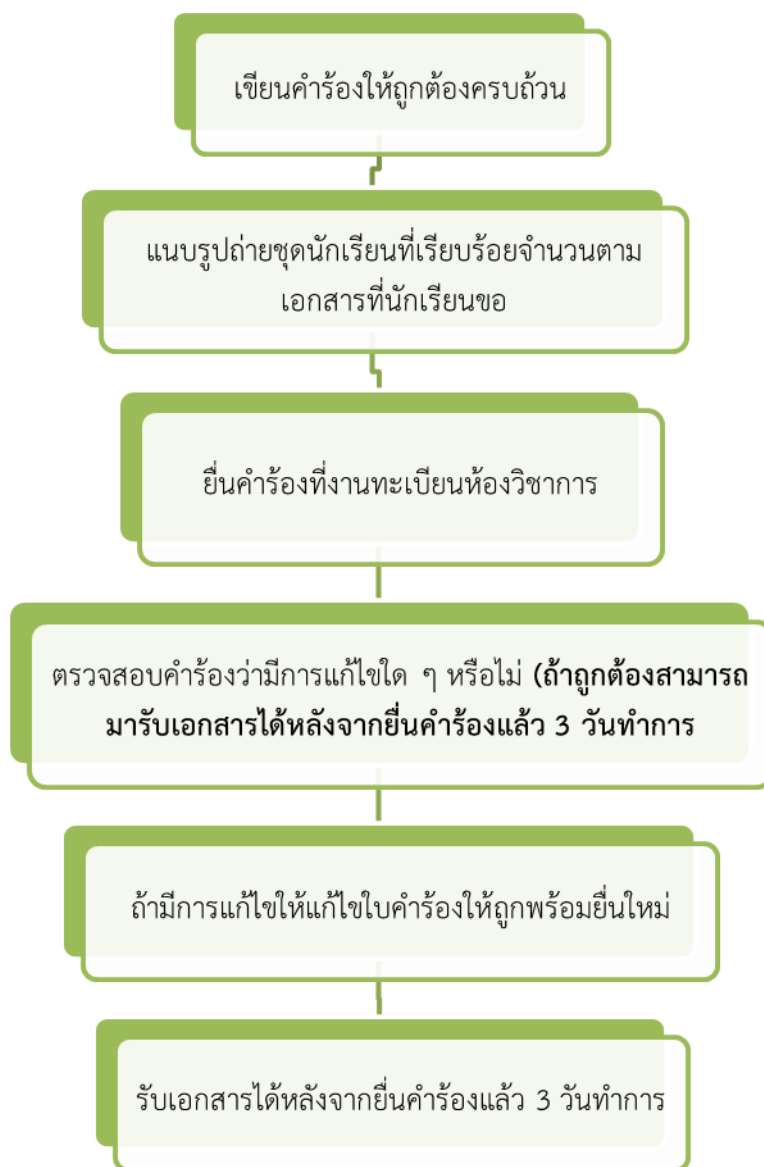 เขียนคำร้องให้ถูกต้องครบถ้วน
แนบรูปถ่ายชุดนักเรียนที่เรียบร้อยจำนวนตาม
เอกสารที่นักเรียนขอ
ยื่นคำร้องที่งานทะเบียนห้องวิชาการ
ตรวจสอบคำร้องว่ามีการแก้ไขใด ๆ หรือไม่ (ถ้าถูกต้องสามารถ
มารับเอกสารได้หลังจากยื่นคำร้องแล้ว 3 วันทำการ
ถ้ามีการแก้ไขให้แก้ไขใบคำร้องให้ถูกพร้อมยื่นใหม่
รับเอกสารได้หลังจากยื่นคำร้องแล้ว 3 วันทำการ